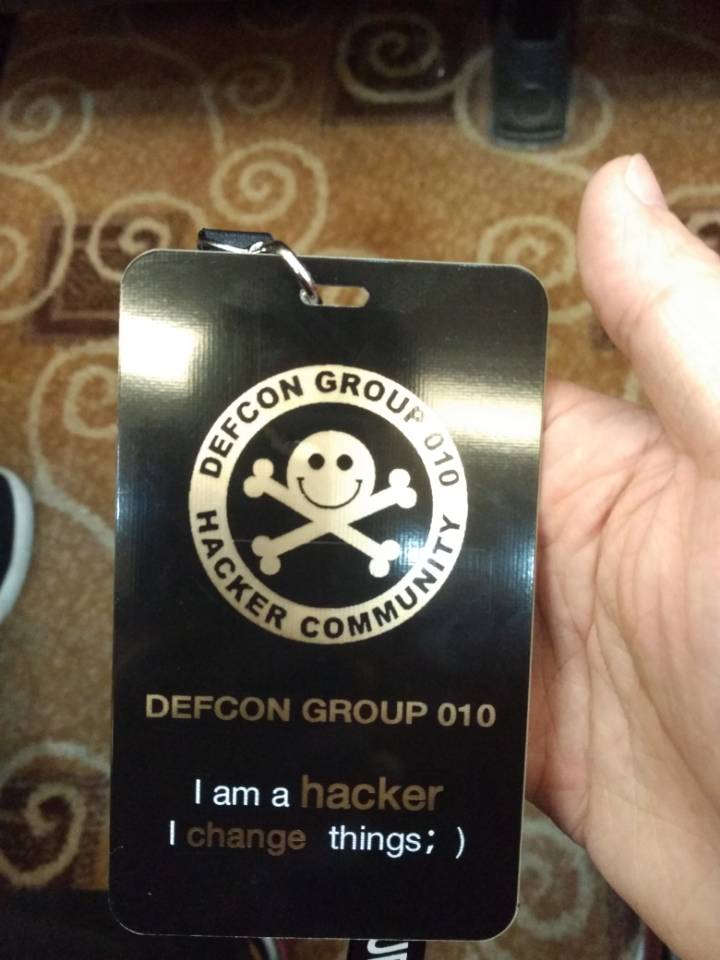 DEFCON GROUP 010
HACKER COMMUNITY
DEFCON GROUP 010
I am a hacker
I change things; )